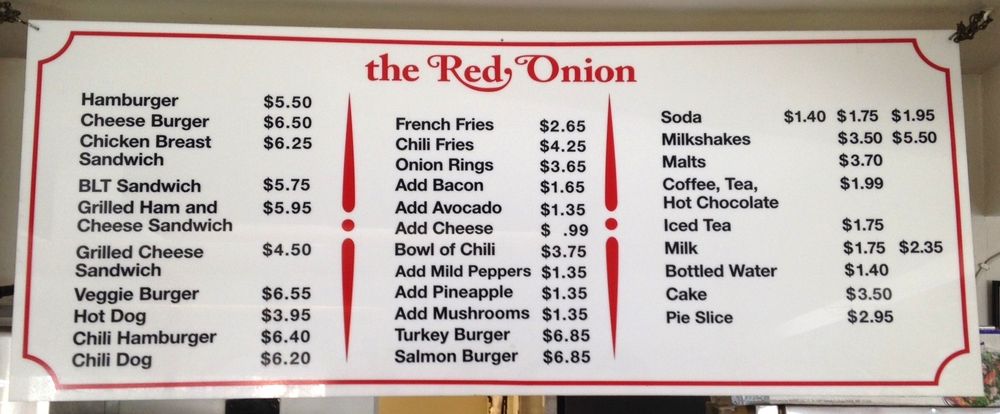 the Red Onion
Hamburger $5.50
Cheese Burger $6.50
Chicken Breast $6.25
Sandwich
BLT Sandwich $5.75
Grilled Ham and $5.95
Cheese Sandwich
Grilled Cheese $4.50
Sandwich
Veggie Burger $6.55
Hot Dog $3.95
Chili Hamburger $6.40
Chili Dog $6.20
French Fries $2.65
Chili Fries $4.25
Onion Rings $3.65
Add Bacon $1.65
Add Avocado $1.35
Add Cheese $ .99
Bowl of Chili $3.75
Add Mild Peppers $1.35
Add Pineapple $1.35
Add Mushrooms $1.35
Turkey Burger $6.85
Salmon Burger $6.85
Soda $1.40 $1.75 $1.95
Milkshakes $3.50 $5.50
Malts $3.70
Coffee, Tea, $1.99
Hot Chocolate
Iced Tea $1.75
Milk $1.75 $2.35
Bottled Water $1.40
Cake $3.50
Pie Slice $2.95